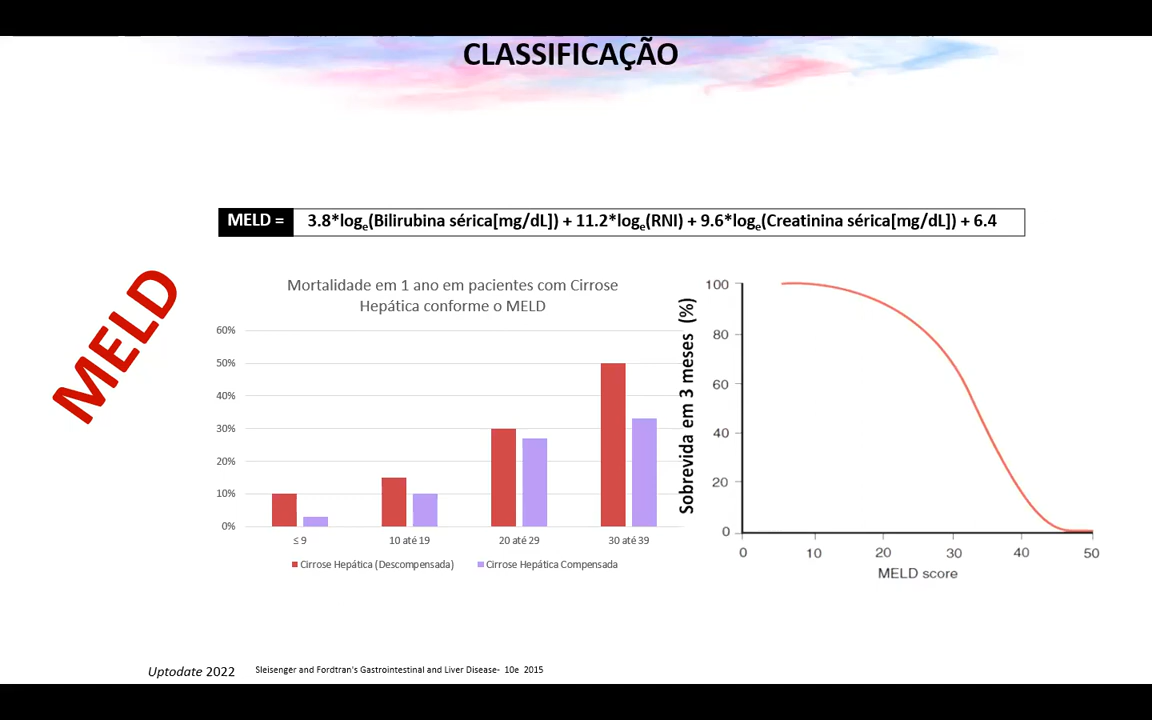 CLASSIFICAÇÃO
MELD = 3.8*loge(Bilirubina sérica[mg/dL]) + 11.2*loge(RNI) + 9.6*loge(Creatinina sérica[mg/dL]) + 6.4
MELD
Mortalidade em 1 ano em pacientes com Cirrose
Hepática conforme o MELD
60%
50%
40%
30%
20%
10%
0%
≤ 9 10 até 19 20 até 29 30 até 39
Cirrose Hepática (Descompensada) Cirrose Hepática Compensada
Sobrevida em 3 meses (%)
100
80
60
40
20
0
0 10 20 30 40 50
MELD score
Uptodate 2022 Sleisenger and Fordtran's Gastrointestinal and Liver Disease- 10e 2015